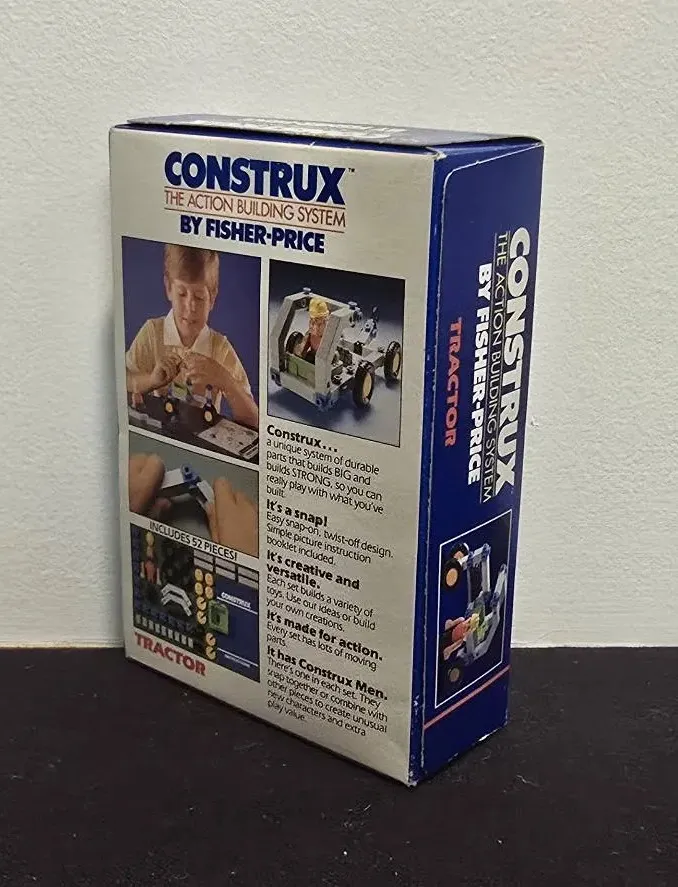 CONSTRUX™
THE ACTION BUILDING SYSTEM
BY FISHER-PRICE
Construx...
a unique system of durable
parts that builds BIG and
builds STRONG, so you can
really play with what you've
built.
It's a snap!
Easy snap-on, twist-off design.
Simple picture instruction
booklet included.
It's creative and
versatile.
Each set builds a variety of
toys. Use our ideas or build
your own creations.
It's made for action.
Every set has lots of moving
parts.
It has Construx Men.
There's one in each set. They
snap together or combine with
other pieces to create unusual
new characters and extra
play value.
INCLUDES 52 PIECES!
CONSTRUX
TRACTOR
CONSTRUX
THE ACTION BUILDING SYSTEM
BY FISHER-PRICE
TRACTOR